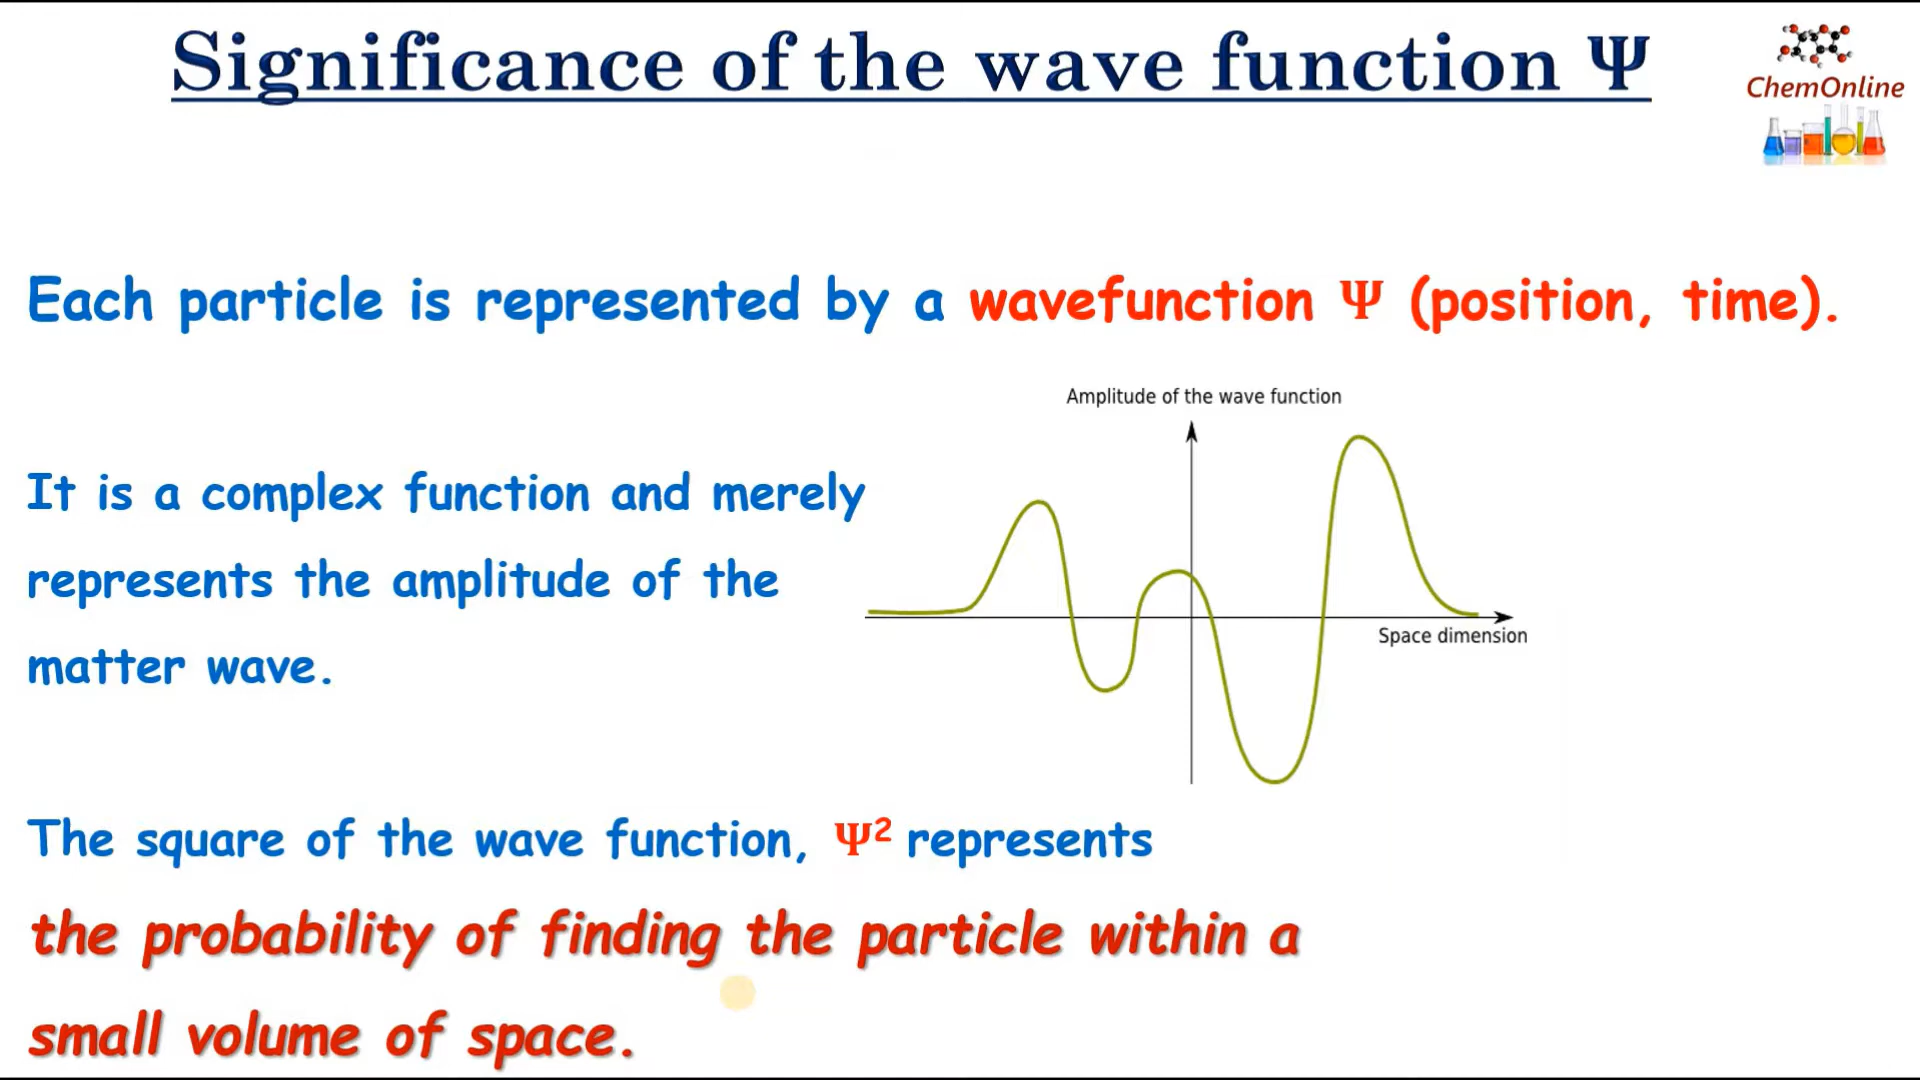 Significance of the wave function Ψ
ChemOnline
Each particle is represented by a wavefunction Ψ (position, time).
Amplitude of the wave function
It is a complex function and merely
represents the amplitude of the
Space dimension
matter wave.
The square of the wave function, Ψ² represents
the probability of finding the particle within a
small volume of space.